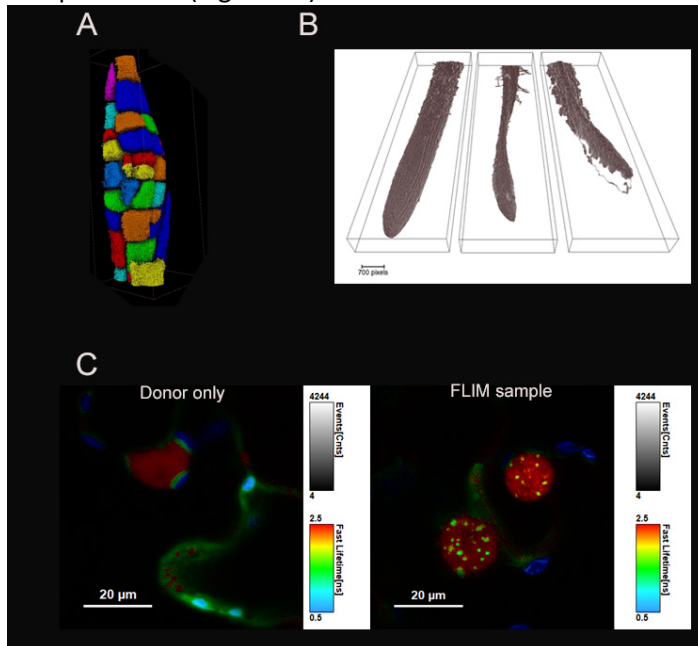 A
B
700 pixels
C
Donor only
4244
Events[Cnts]
4
2.5
Fast Lifetime[ns]
0.5
20 µm
FLIM sample
4244
Events[Cnts]
4
2.5
Fast Lifetime[ns]
0.5
20 µm